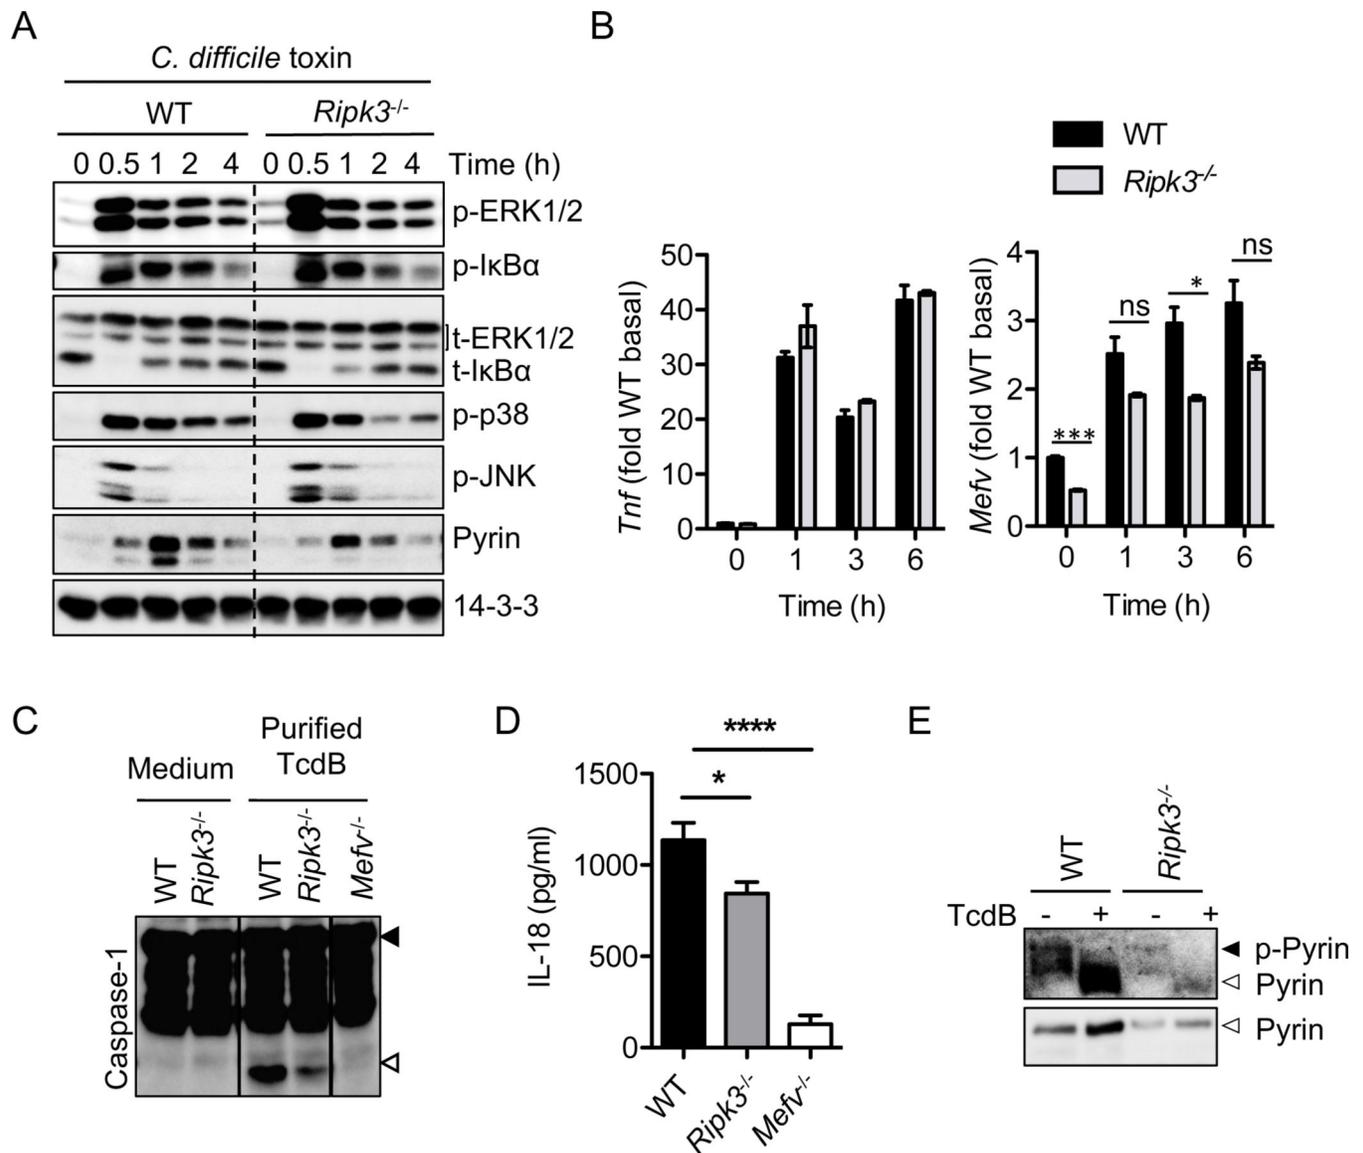 A
C. difficile toxin
WT Ripk3-/-
0 0.5 1 2 4 0 0.5 1 2 4 Time (h)
p-ERK1/2
p-IκBα
t-ERK1/2
t-IκBα
p-p38
p-JNK
Pyrin
14-3-3
B
WT
Ripk3-/-
Tnf (fold WT basal)
50
40
30
20
10
0
0 1 3 6
Time (h)
Mefv (fold WT basal)
4
3
2
1
0
***
ns
*
ns
0 1 3 6
Time (h)
C
Medium
Purified
TcdB
WT Ripk3-/- WT Ripk3-/- Mefv-/-
Caspase-1
D
****
*
IL-18 (pg/ml)
1500
1000
500
0
WT Ripk3-/- Mefv-/-
E
WT Ripk3-/-
TcdB - + - +
p-Pyrin
Pyrin
Pyrin